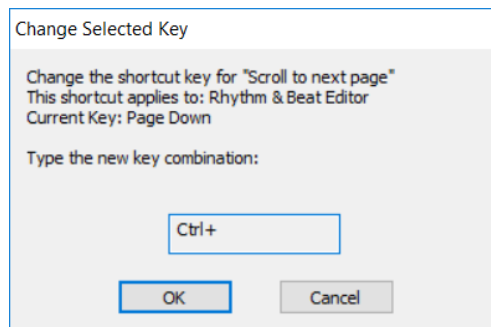 Change Selected Key
Change the shortcut key for "Scroll to next page"
This shortcut applies to: Rhythm & Beat Editor
Current Key: Page Down
Type the new key combination:
Ctrl+
OK Cancel